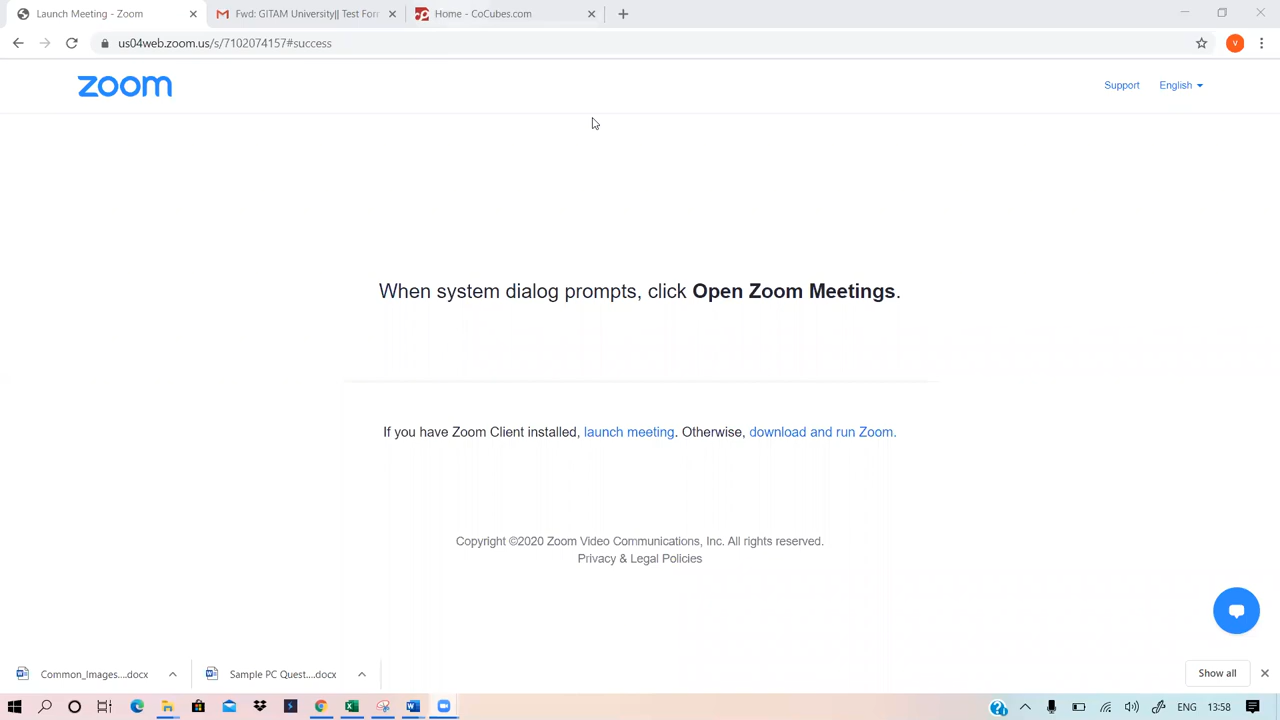 Launch Meeting - Zoom
Fwd: GITAM University|| Test For
Home - CoCubes.com
us04web.zoom.us/s/7102074157#success
V
zoom
Support
English
When system dialog prompts, click Open Zoom Meetings.
If you have Zoom Client installed, launch meeting. Otherwise, download and run Zoom.
Copyright ©2020 Zoom Video Communications, Inc. All rights reserved.
Privacy & Legal Policies
Common_Images....docx
Sample PC Quest....docx
Show all
ENG
13:58